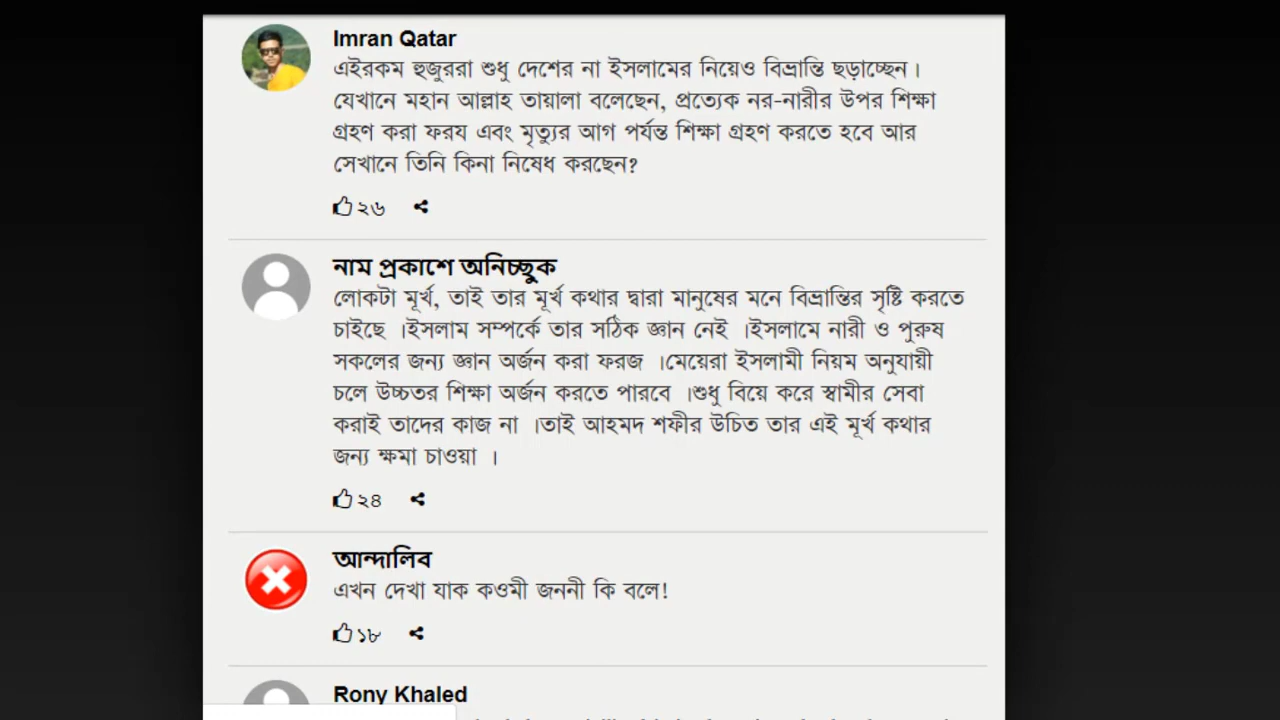 Imran Qatar
এইরকম হুজুররা শুধু দেশের না ইসলামের নিয়েও বিভ্রান্তি ছড়াচ্ছেন।
যেখানে মহান আল্লাহ তায়ালা বলেছেন, প্রত্যেক নর-নারীর উপর শিক্ষা
গ্রহণ করা ফরয এবং মৃত্যুর আগ পর্যন্ত শিক্ষা গ্রহণ করতে হবে আর
সেখানে তিনি কিনা নিষেধ করছেন?
২৬
নাম প্রকাশে অনিচ্ছুক
লোকটা মূর্খ, তাই তার মূর্খ কথার দ্বারা মানুষের মনে বিভ্রান্তির সৃষ্টি করতে
চাইছে ।ইসলাম সম্পর্কে তার সঠিক জ্ঞান নেই ।ইসলামে নারী ও পুরুষ
সকলের জন্য জ্ঞান অর্জন করা ফরজ ।মেয়েরা ইসলামী নিয়ম অনুযায়ী
চলে উচ্চতর শিক্ষা অর্জন করতে পারবে ।শুধু বিয়ে করে স্বামীর সেবা
করাই তাদের কাজ না ।তাই আহমদ শফীর উচিত তার এই মূর্খ কথার
জন্য ক্ষমা চাওয়া ।
২৪
আন্দালিব
এখন দেখা যাক কওমী জননী কি বলে!
১৮
Rony Khaled